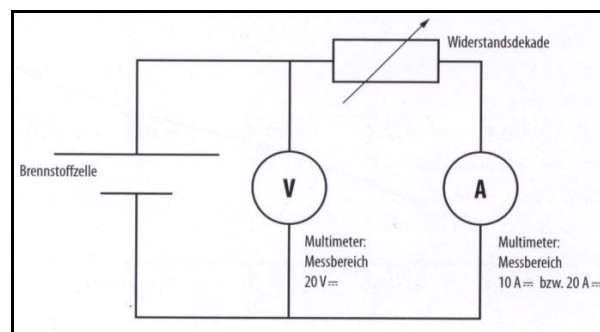 Widerstandsdekade
Brennstoffzelle
V
A
Multimeter:
Messbereich
20 V⎓
Multimeter:
Messbereich
10 A⎓ bzw. 20 A⎓